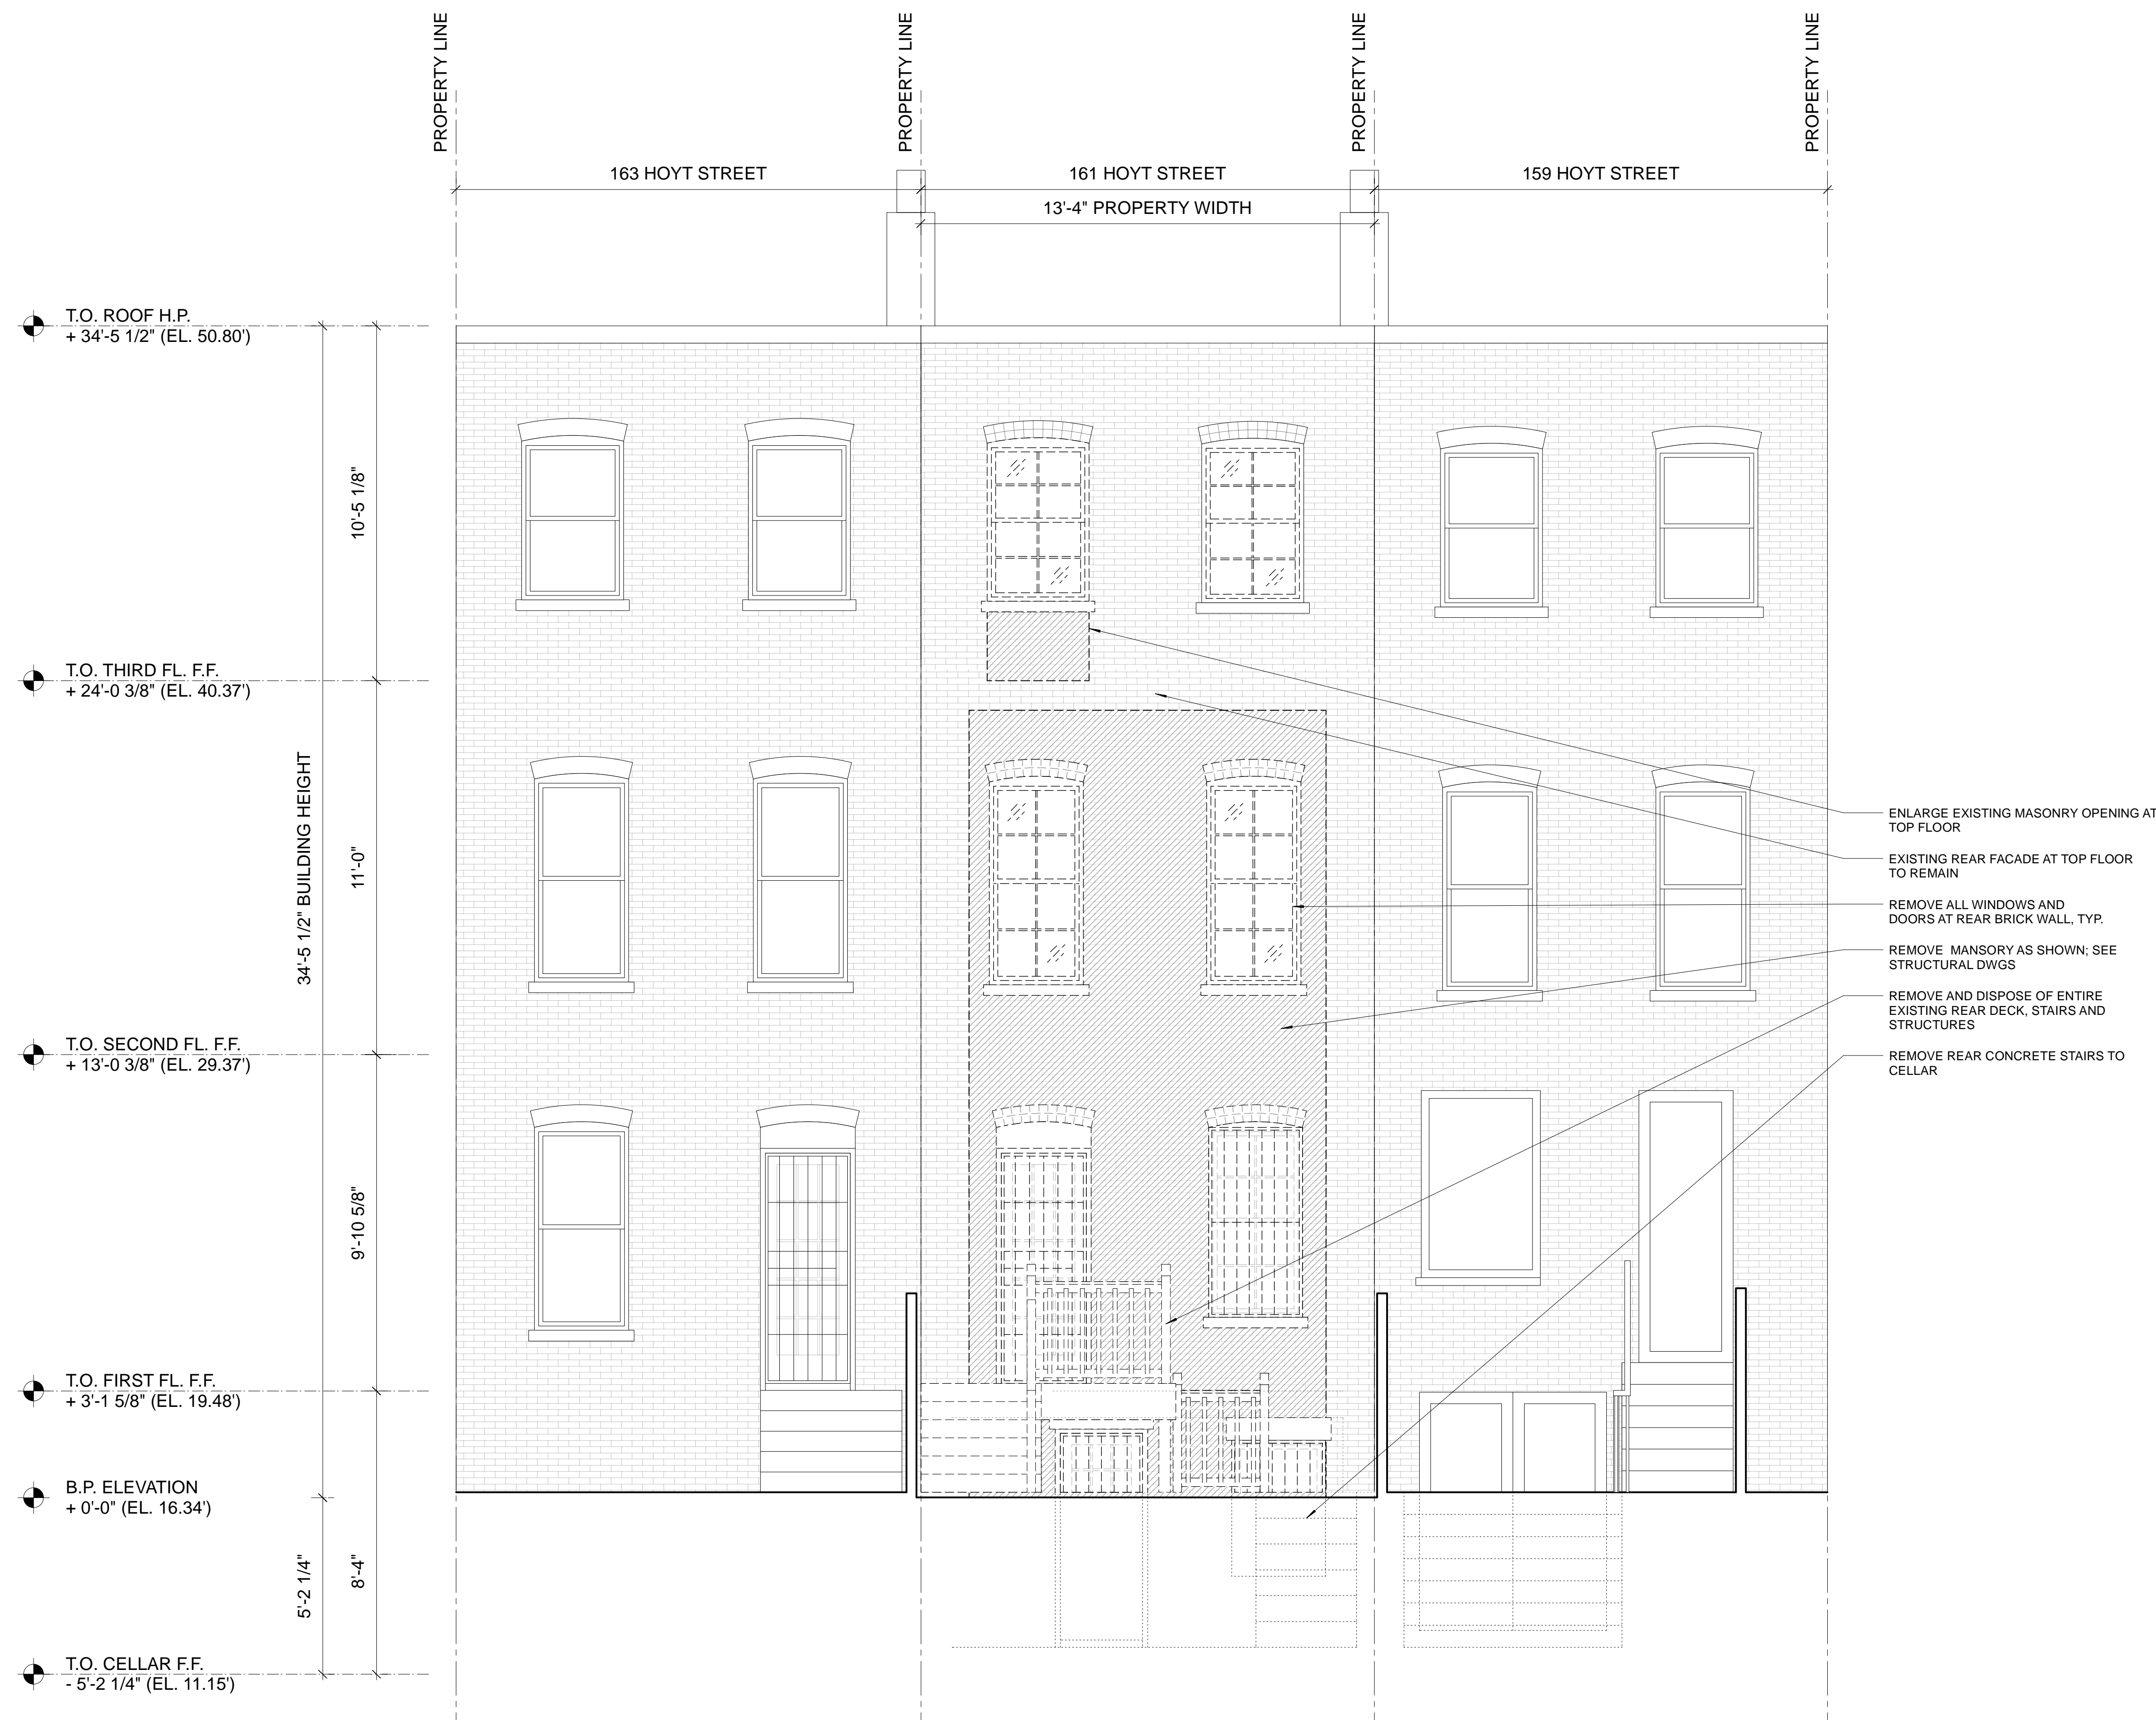 PROPERTY LINE
PROPERTY LINE
PROPERTY LINE
PROPERTY LINE
163 HOYT STREET
161 HOYT STREET
159 HOYT STREET
13'-4" PROPERTY WIDTH
T.O. ROOF H.P.
+ 34'-5 1/2" (EL. 50.80')
10'-5 1/8"
T.O. THIRD FL. F.F.
+ 24'-0 3/8" (EL. 40.37')
34'-5 1/2" BUILDING HEIGHT
11'-0"
T.O. SECOND FL. F.F.
+ 13'-0 3/8" (EL. 29.37')
9'-10 5/8"
T.O. FIRST FL. F.F.
+ 3'-1 5/8" (EL. 19.48')
B.P. ELEVATION
+ 0'-0" (EL. 16.34')
5'-2 1/4"
8'-4"
T.O. CELLAR F.F.
- 5'-2 1/4" (EL. 11.15')
ENLARGE EXISTING MASONRY OPENING AT
TOP FLOOR
EXISTING REAR FACADE AT TOP FLOOR
TO REMAIN
REMOVE ALL WINDOWS AND
DOORS AT REAR BRICK WALL, TYP.
REMOVE MANSORY AS SHOWN; SEE
STRUCTURAL DWGS
REMOVE AND DISPOSE OF ENTIRE
EXISTING REAR DECK, STAIRS AND
STRUCTURES
REMOVE REAR CONCRETE STAIRS TO
CELLAR